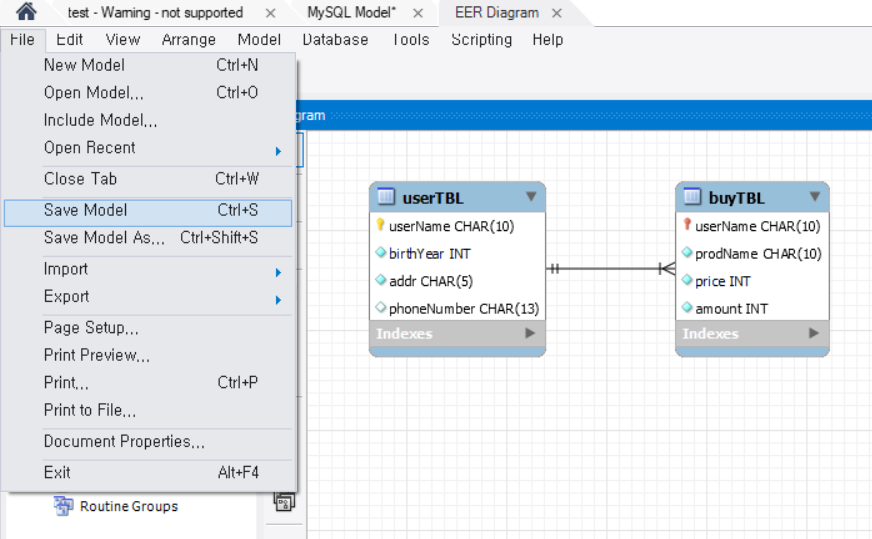 test - Warning - not supported
MySQL Model*
EER Diagram
File Edit View Arrange Model Database Tools Scripting Help
New Model Ctrl+N
Open Model... Ctrl+O
Include Model...
Open Recent
Close Tab Ctrl+W
Save Model Ctrl+S
Save Model As... Ctrl+Shift+S
Import
Export
Page Setup...
Print Preview...
Print... Ctrl+P
Print to File...
Document Properties...
Exit Alt+F4
Routine Groups
gram
userTBL
userName CHAR(10)
birthYear INT
addr CHAR(5)
phoneNumber CHAR(13)
Indexes
buyTBL
userName CHAR(10)
prodName CHAR(10)
price INT
amount INT
Indexes